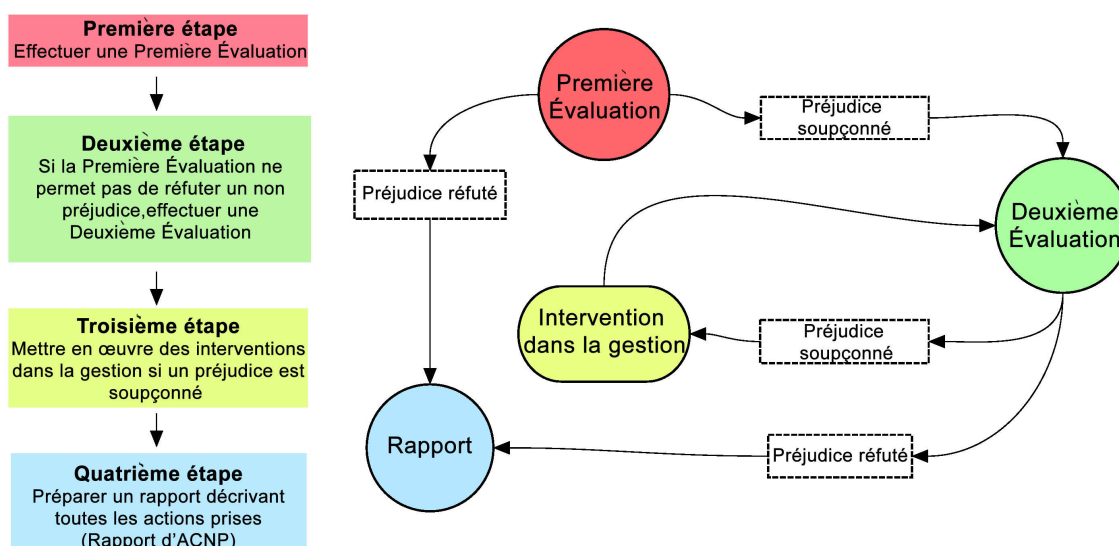 Première étape
Effectuer une Première Évaluation
Deuxième étape
Si la Première Évaluation ne
permet pas de réfuter un non
préjudice,effectuer une
Deuxième Évaluation
Troisième étape
Mettre en œuvre des interventions
dans la gestion si un préjudice est
soupçonné
Quatrième étape
Préparer un rapport décrivant
toutes les actions prises
(Rapport d'ACNP)
Première
Évaluation
Préjudice
soupçonné
Préjudice réfuté
Deuxième
Évaluation
Intervention
dans la gestion
Préjudice
soupçonné
Rapport
Préjudice réfuté